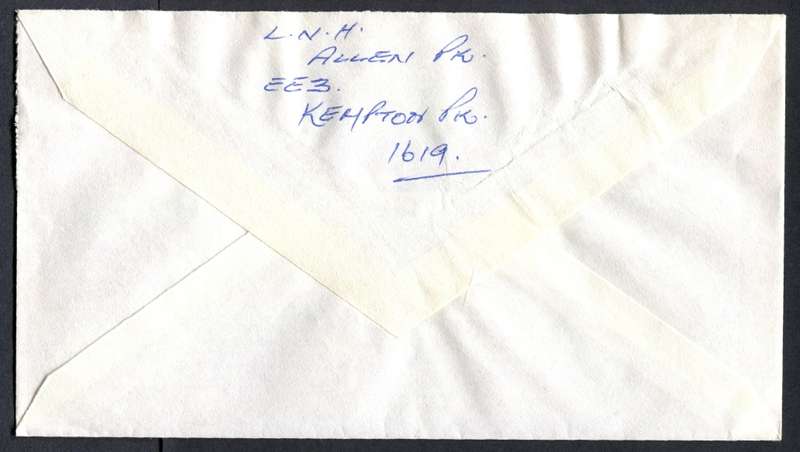 L.N.H.
ALLEN PK.
EE3.
KEMPTON PK.
1619.